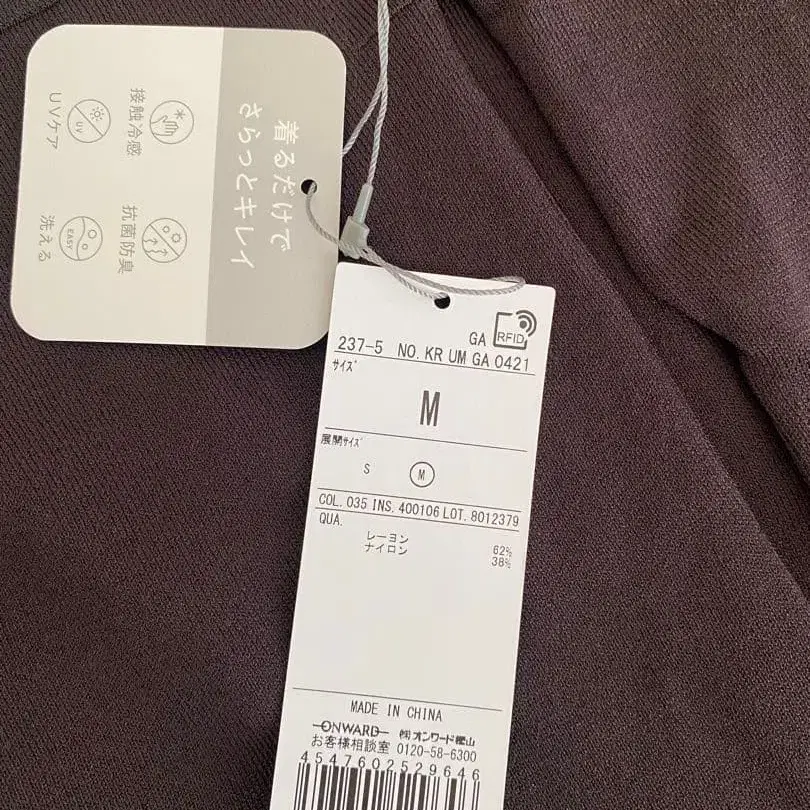 着るだけで
さらっとキレイ
接触冷感
UV
UVケア
抗菌防臭
EASY
洗える
GA RFID
237-5 NO. KR UM GA 0421
サイズ
M
展開サイズ
S M
COL. 035 INS. 400106 LOT. 8012379
QUA.
レーヨン 62%
ナイロン 38%
MADE IN CHINA
ONWARD ㈱オンワード樫山
お客様相談室 0120-58-6300
4547602529646